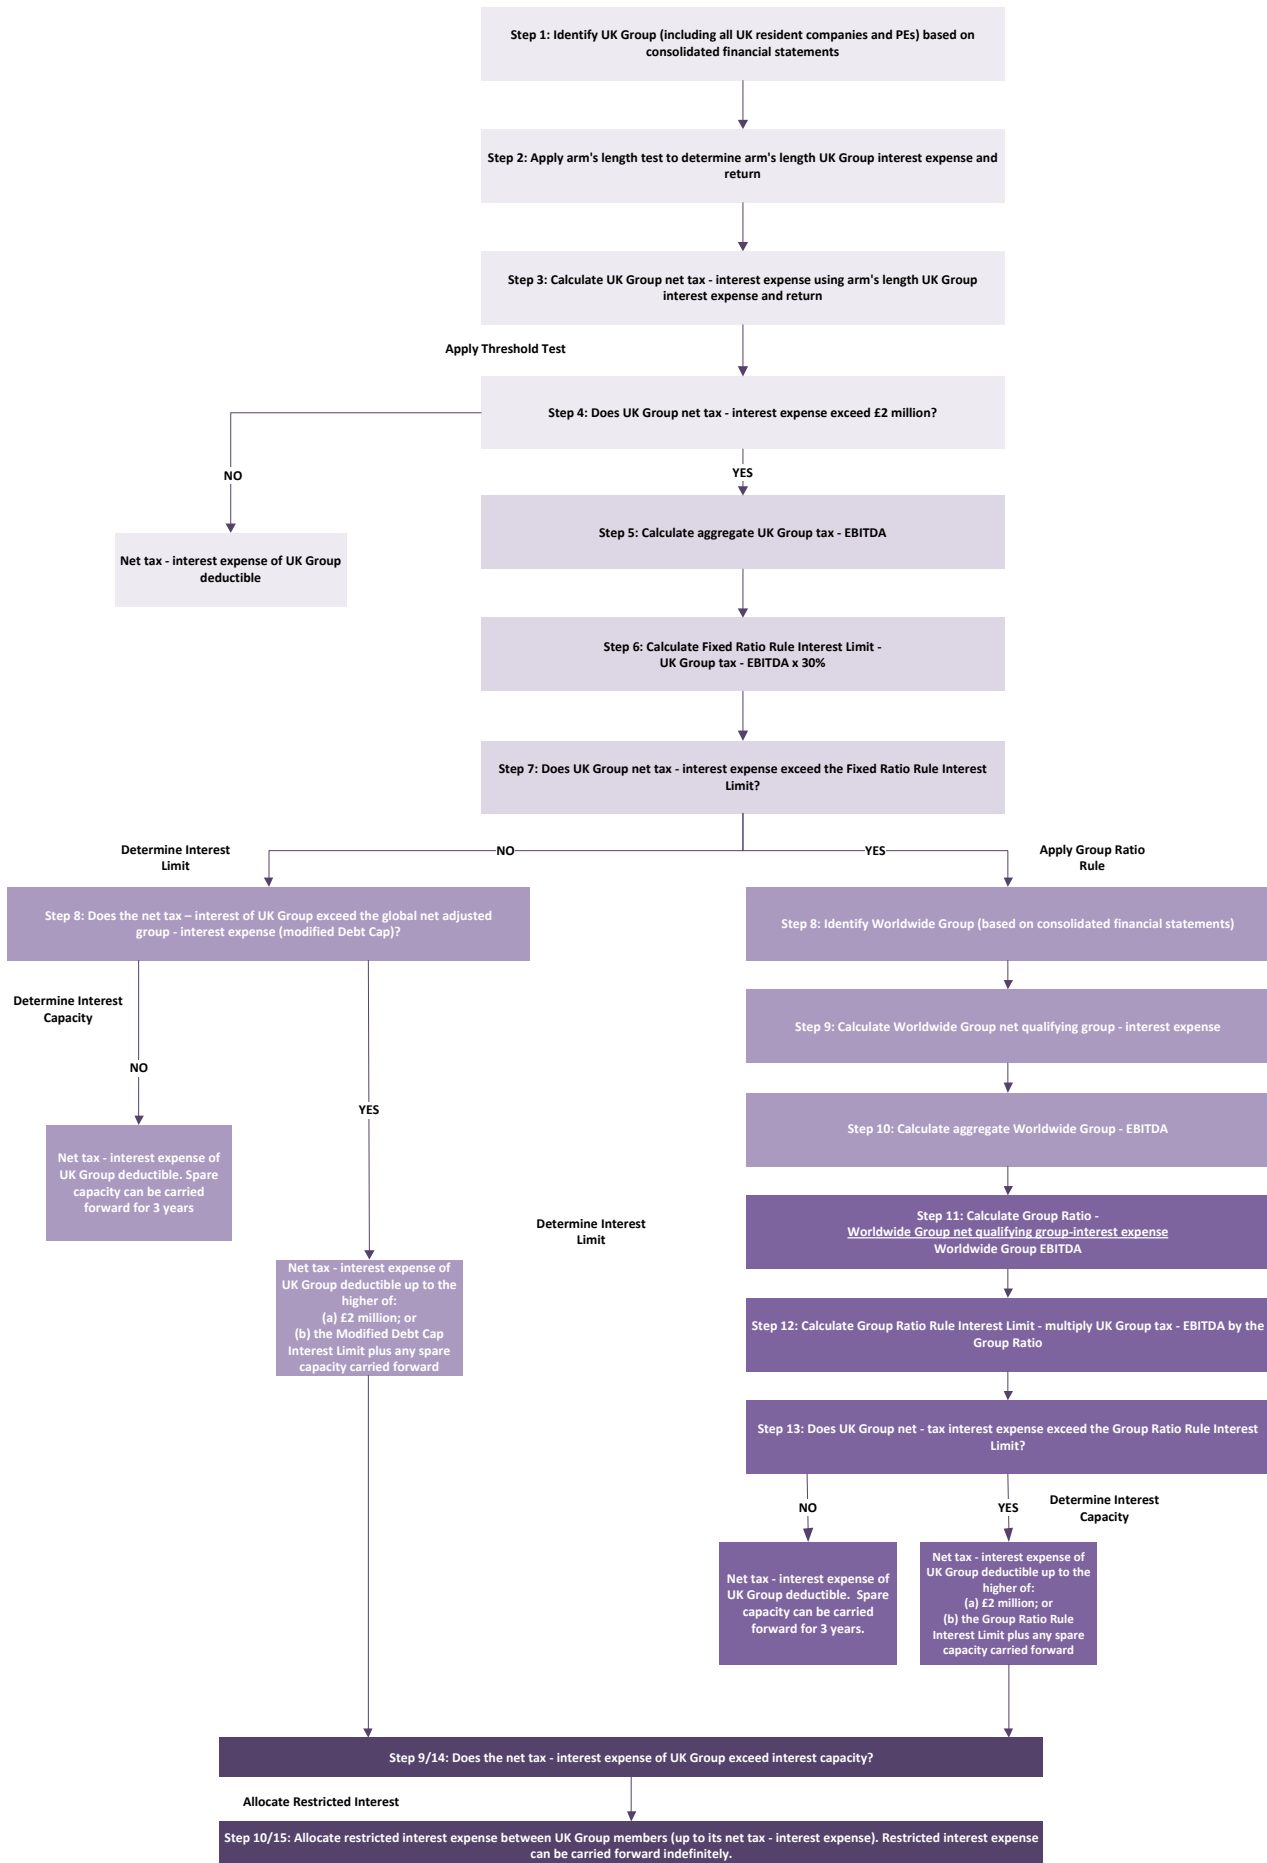 Step 1: Identify UK Group (including all UK resident companies and PEs) based on
consolidated financial statements
Step 2: Apply arm's length test to determine arm's length UK Group interest expense and
return
Step 3: Calculate UK Group net tax - interest expense using arm's length UK Group
interest expense and return
Apply Threshold Test
Step 4: Does UK Group net tax - interest expense exceed £2 million?
NO
YES
Step 5: Calculate aggregate UK Group tax - EBITDA
Net tax - interest expense of UK Group
deductible
Step 6: Calculate Fixed Ratio Rule Interest Limit -
UK Group tax - EBITDA x 30%
Step 7: Does UK Group net tax - interest expense exceed the Fixed Ratio Rule Interest
Limit?
Determine Interest
Limit
NO
YES
Apply Group Ratio
Rule
Step 8: Does the net tax – interest of UK Group exceed the global net adjusted
group - interest expense (modified Debt Cap)?
Step 8: Identify Worldwide Group (based on consolidated financial statements)
Determine Interest
Capacity
Step 9: Calculate Worldwide Group net qualifying group - interest expense
NO
YES
Step 10: Calculate aggregate Worldwide Group - EBITDA
Net tax - interest expense of
UK Group deductible. Spare
capacity can be carried
forward for 3 years
Determine Interest
Limit
Step 11: Calculate Group Ratio -
Worldwide Group net qualifying group-interest expense
Worldwide Group EBITDA
Net tax - interest expense of
UK Group deductible up to the
higher of:
(a) £2 million; or
(b) the Modified Debt Cap
Interest Limit plus any spare
capacity carried forward
Step 12: Calculate Group Ratio Rule Interest Limit - multiply UK Group tax - EBITDA by the
Group Ratio
Step 13: Does UK Group net - tax interest expense exceed the Group Ratio Rule Interest
Limit?
NO
YES
Determine Interest
Capacity
Net tax - interest expense of
UK Group deductible.  Spare
capacity can be carried
forward for 3 years.
Net tax - interest expense of
UK Group deductible up to the
higher of:
(a) £2 million; or
(b) the Group Ratio Rule
Interest Limit plus any spare
capacity carried forward
Step 9/14: Does the net tax - interest expense of UK Group exceed interest capacity?
Allocate Restricted Interest
Step 10/15: Allocate restricted interest expense between UK Group members (up to its net tax - interest expense). Restricted interest expense
can be carried forward indefinitely.